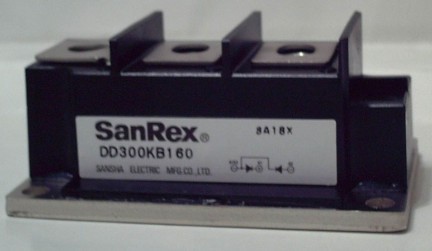 SanRex®
8A18X
DD300KB160
SANSHA ELECTRIC MFG.CO.,LTD.